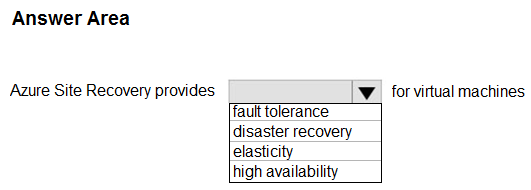 Answer Area
Azure Site Recovery provides for virtual machines
fault tolerance
disaster recovery
elasticity
high availability